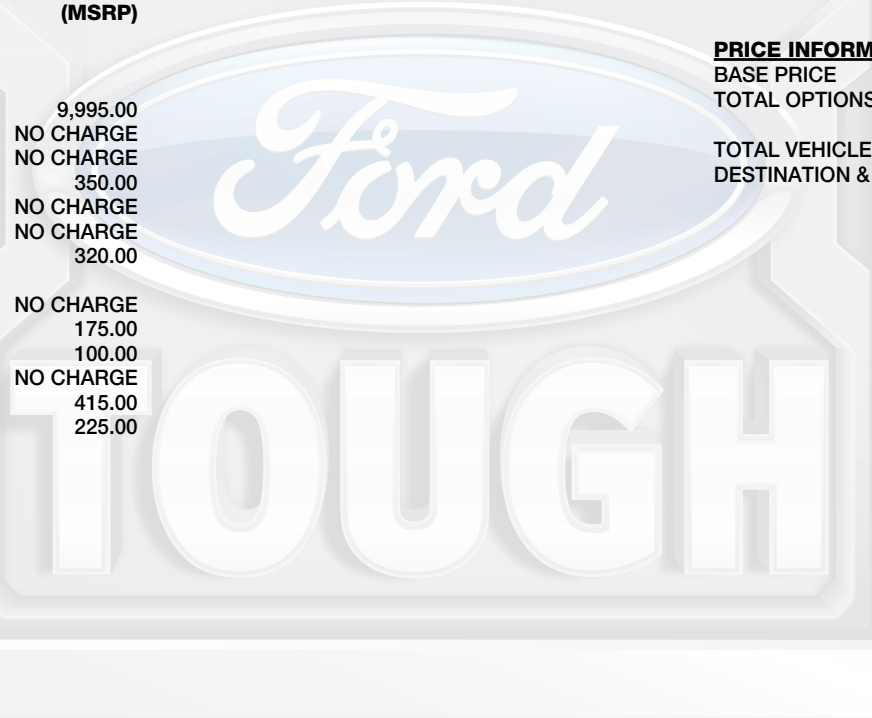 (MSRP)
9,995.00
NO CHARGE
NO CHARGE
350.00
NO CHARGE
NO CHARGE
320.00
NO CHARGE
175.00
100.00
NO CHARGE
415.00
225.00
PRICE INFORM
BASE PRICE
TOTAL OPTIONS
TOTAL VEHICLE
DESTINATION &
Ford
TOUGH